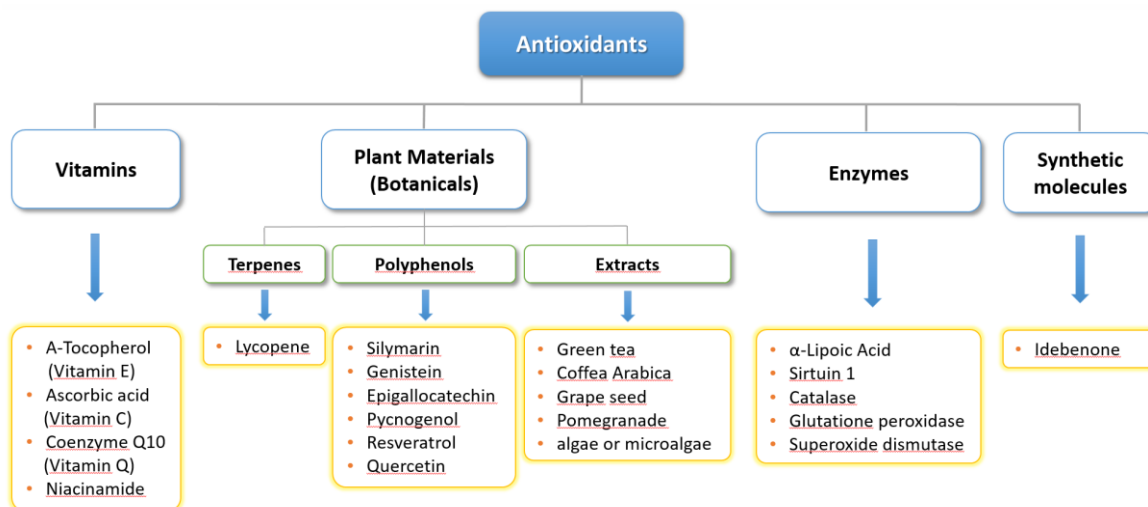 Antioxidants
Vitamins
Plant Materials
(Botanicals)
Enzymes
Synthetic
molecules
Terpenes
Polyphenols
Extracts
• A-Tocopherol
(Vitamin E)
• Ascorbic acid
(Vitamin C)
• Coenzyme Q10
(Vitamin Q)
• Niacinamide
• Lycopene
• Silymarin
• Genistein
• Epigallocatechin
• Pycnogenol
• Resveratrol
• Quercetin
• Green tea
• Coffea Arabica
• Grape seed
• Pomegranade
• algae or microalgae
• α-Lipoic Acid
• Sirtuin 1
• Catalase
• Glutatione peroxidase
• Superoxide dismutase
• Idebenone